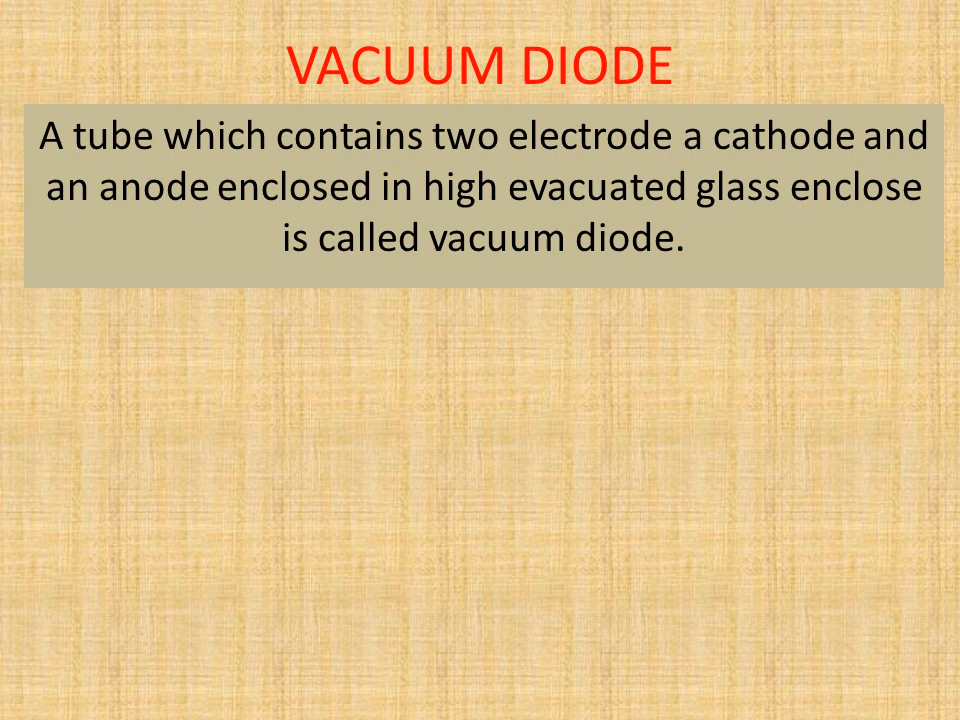 VACUUM DIODE
A tube which contains two electrode a cathode and
an anode enclosed in high evacuated glass enclose
is called vacuum diode.